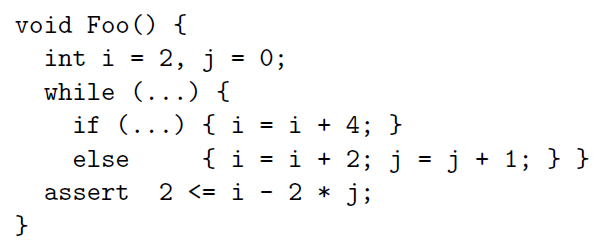 void Foo() {
  int i = 2, j = 0;
  while (...) {
    if (...) { i = i + 4; }
    else     { i = i + 2; j = j + 1; } }
  assert  2 <= i - 2 * j;
}